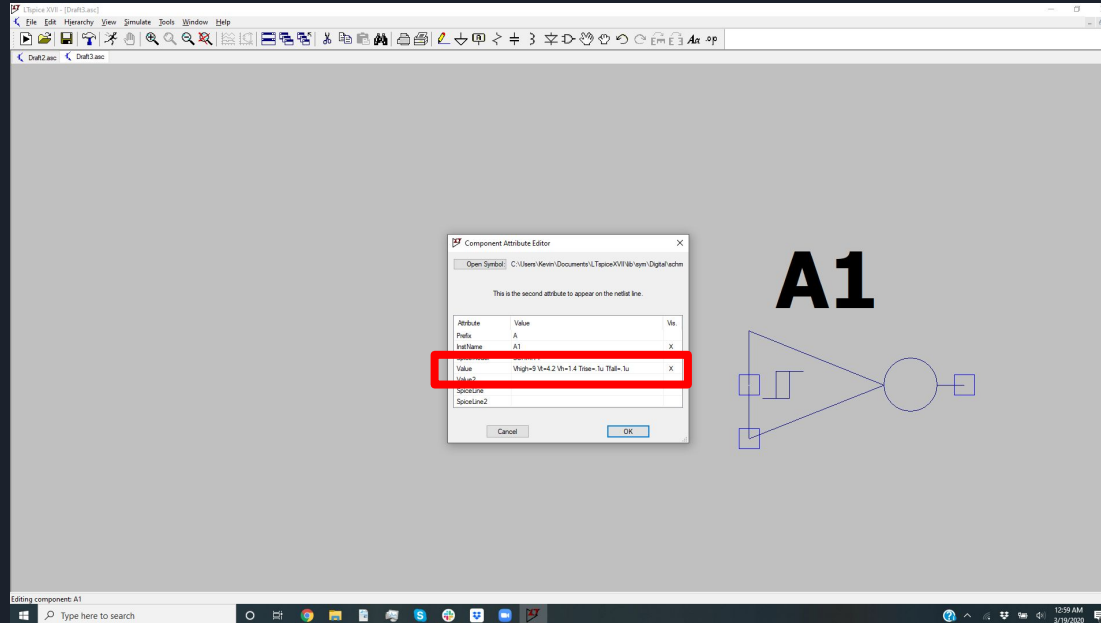 LTspice XVII - [Draft3.asc]
File Edit Hierarchy View Simulate Tools Window Help
Aa .op
Draft2.asc Draft3.asc
Component Attribute Editor
Open Symbol: C:\Users\Kevin\Documents\LTspiceXVII\lib\sym\Digital\schm
This is the second attribute to appear on the netlist line.
Attribute Value Vis.
Prefix A
InstName A1 X
Value Vhigh=9 Vt=4.2 Vh=1.4 Trise=.1u Tfall=.1u X
Value2
SpiceLine
SpiceLine2
Cancel OK
A1
Editing component: A1
Type here to search
12:59 AM
3/19/2020